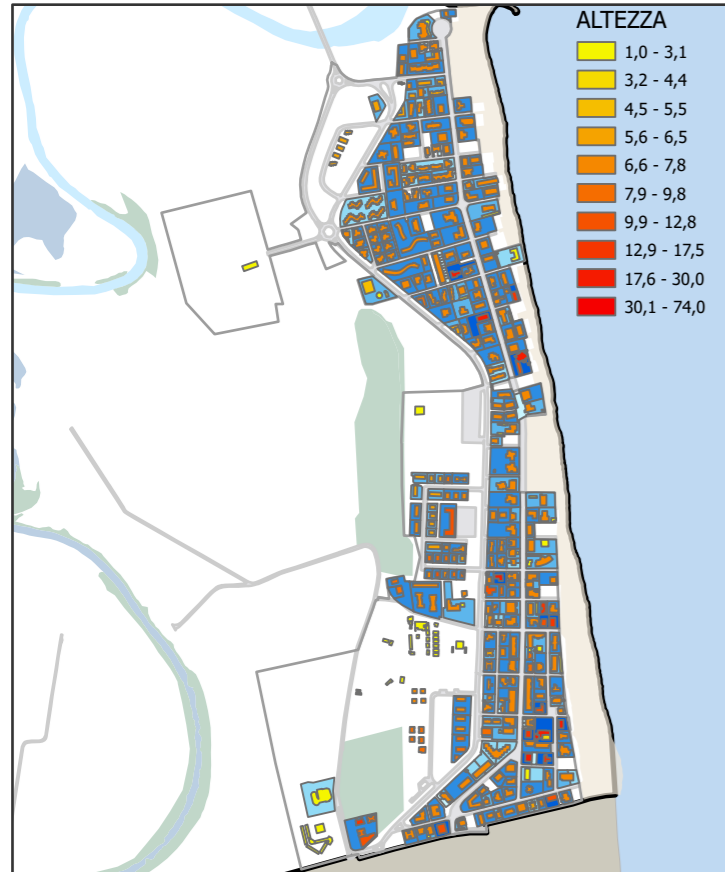 ALTEZZA
1,0 - 3,1
3,2 - 4,4
4,5 - 5,5
5,6 - 6,5
6,6 - 7,8
7,9 - 9,8
9,9 - 12,8
12,9 - 17,5
17,6 - 30,0
30,1 - 74,0